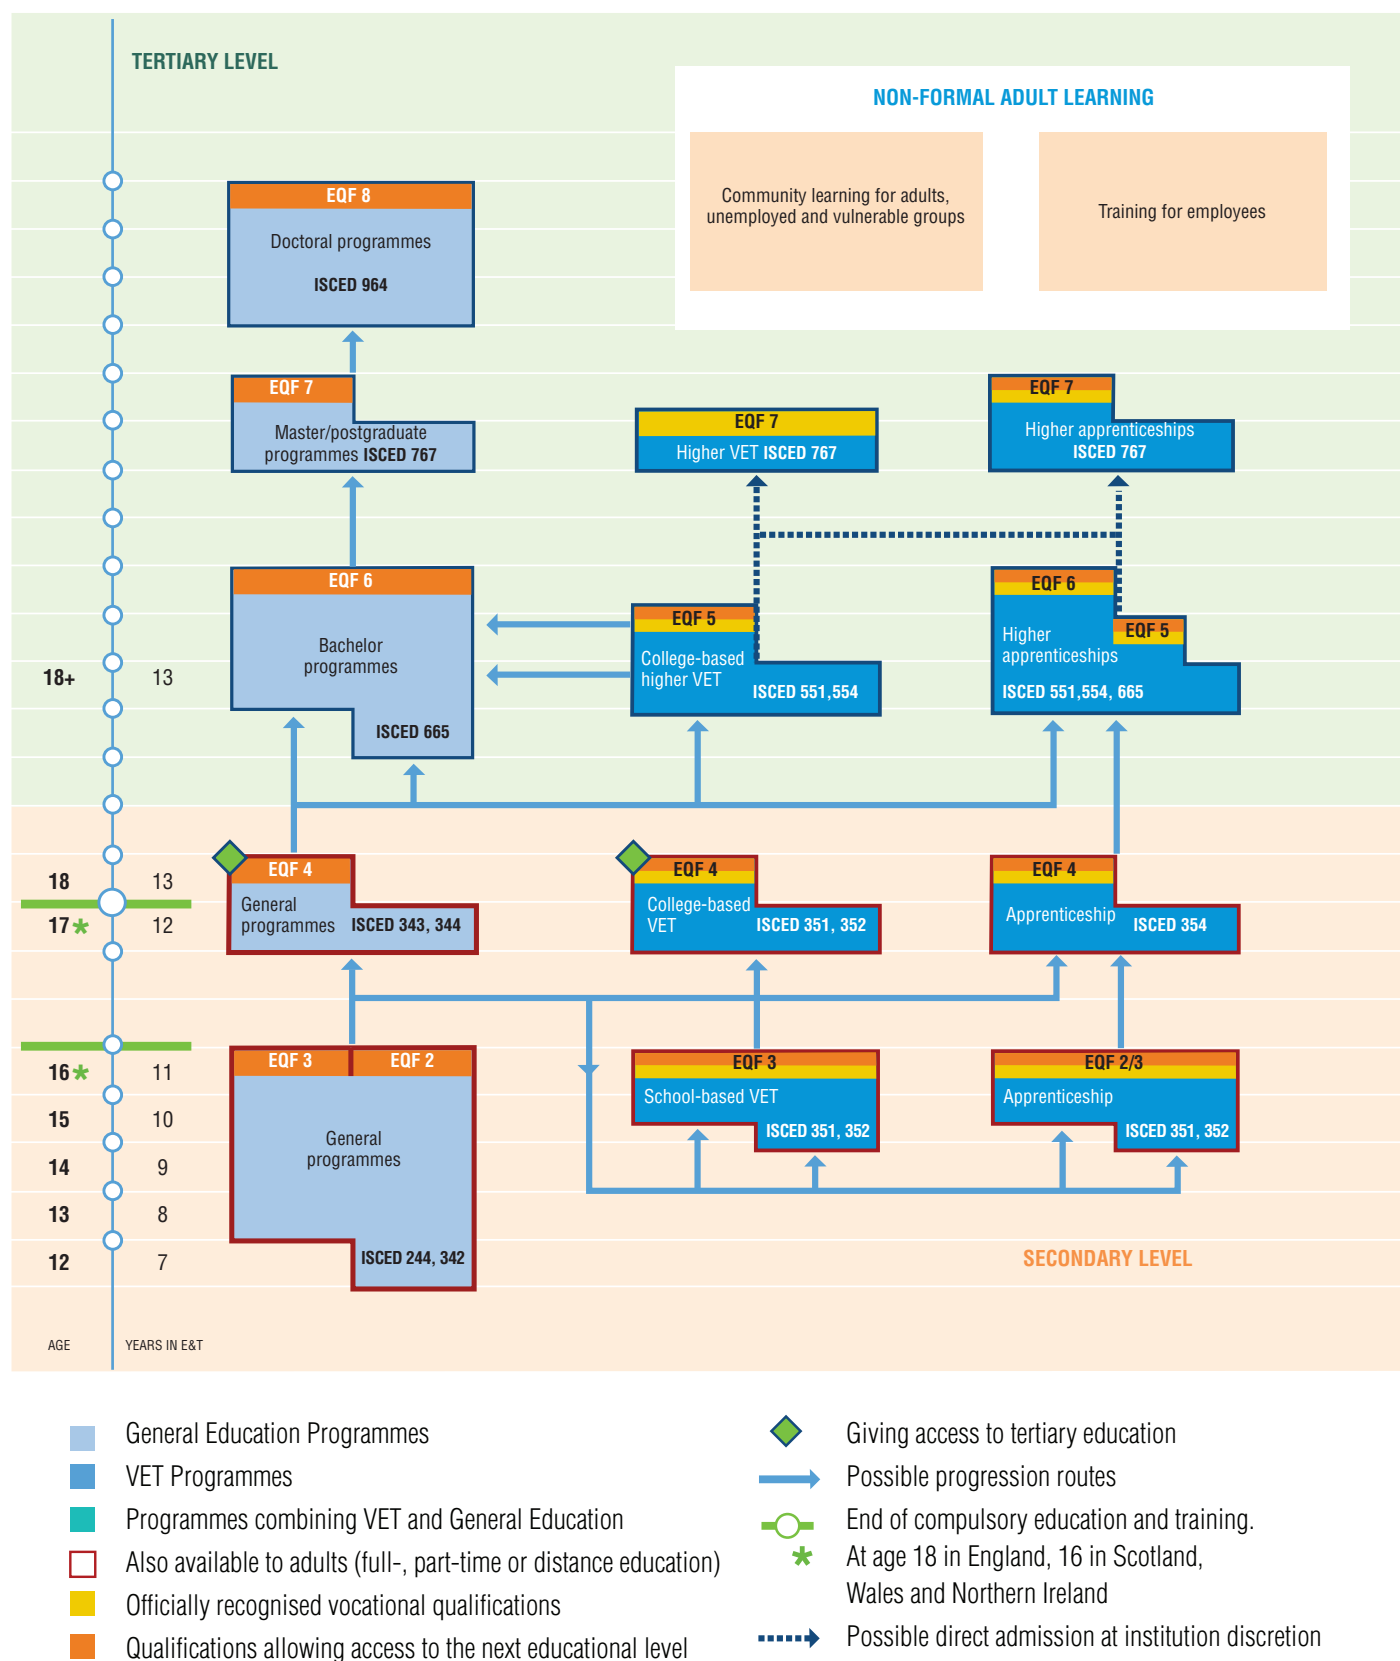 TERTIARY LEVEL
NON-FORMAL ADULT LEARNING
Community learning for adults,
unemployed and vulnerable groups
Training for employees
EQF 8
Doctoral programmes
ISCED 964
EQF 7
Master/postgraduate
programmes ISCED 767
EQF 7
Higher VET ISCED 767
EQF 7
Higher apprenticeships
ISCED 767
EQF 6
Bachelor
programmes
ISCED 665
EQF 5
College-based
higher VET
ISCED 551,554
EQF 6
EQF 5
Higher
apprenticeships
ISCED 551,554, 665
18+ 13
EQF 4
General
programmes
ISCED 343, 344
EQF 4
College-based
VET
ISCED 351, 352
EQF 4
Apprenticeship
ISCED 354
18 13
17* 12
EQF 3
EQF 2
General
programmes
ISCED 244, 342
EQF 3
School-based VET
ISCED 351, 352
EQF 2/3
Apprenticeship
ISCED 351, 352
16* 11
15 10
14 9
13 8
12 7
SECONDARY LEVEL
AGE
YEARS IN E&T
General Education Programmes
VET Programmes
Programmes combining VET and General Education
Also available to adults (full-, part-time or distance education)
Officially recognised vocational qualifications
Qualifications allowing access to the next educational level
Giving access to tertiary education
Possible progression routes
End of compulsory education and training.
* At age 18 in England, 16 in Scotland,
Wales and Northern Ireland
Possible direct admission at institution discretion